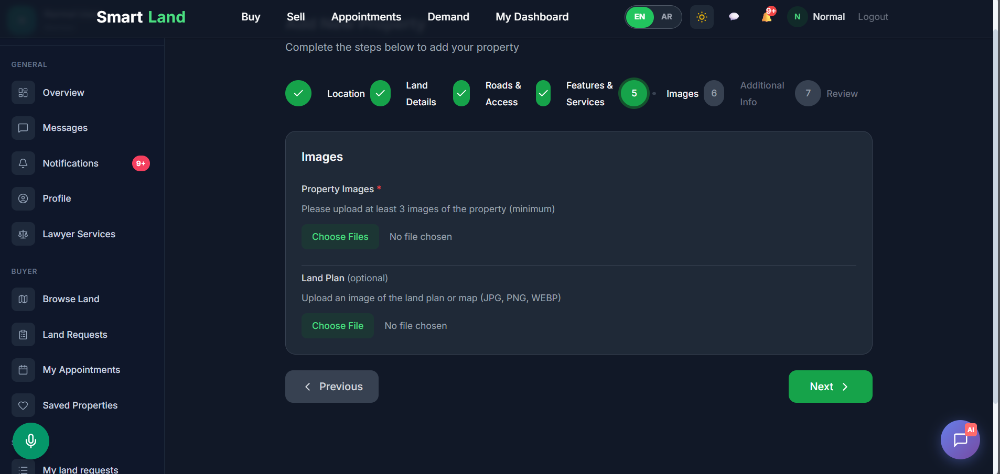 Smart Land
Buy
Sell
Appointments
Demand
My Dashboard
EN
AR
9+
N
Normal
Logout
GENERAL
Overview
Messages
Notifications
9+
Profile
Lawyer Services
BUYER
Browse Land
Land Requests
My Appointments
Saved Properties
My land requests
Complete the steps below to add your property
Location
Land
Details
Roads &
Access
Features &
Services
5
Images
6
Additional
Info
7
Review
Images
Property Images *
Please upload at least 3 images of the property (minimum)
Choose Files
No file chosen
Land Plan (optional)
Upload an image of the land plan or map (JPG, PNG, WEBP)
Choose File
No file chosen
Previous
Next
AI